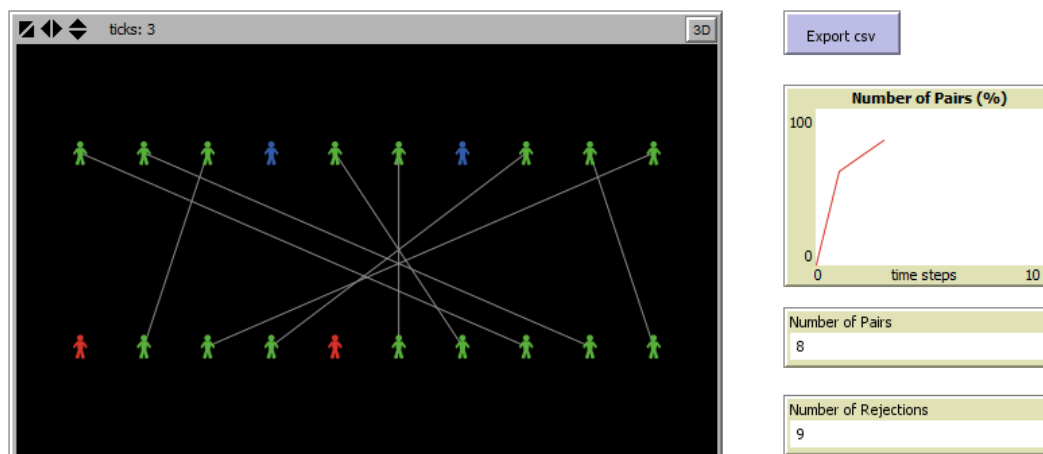 ticks: 3
3D
Export csv
Number of Pairs (%)
100
0
0
time steps
10
Number of Pairs
8
Number of Rejections
9